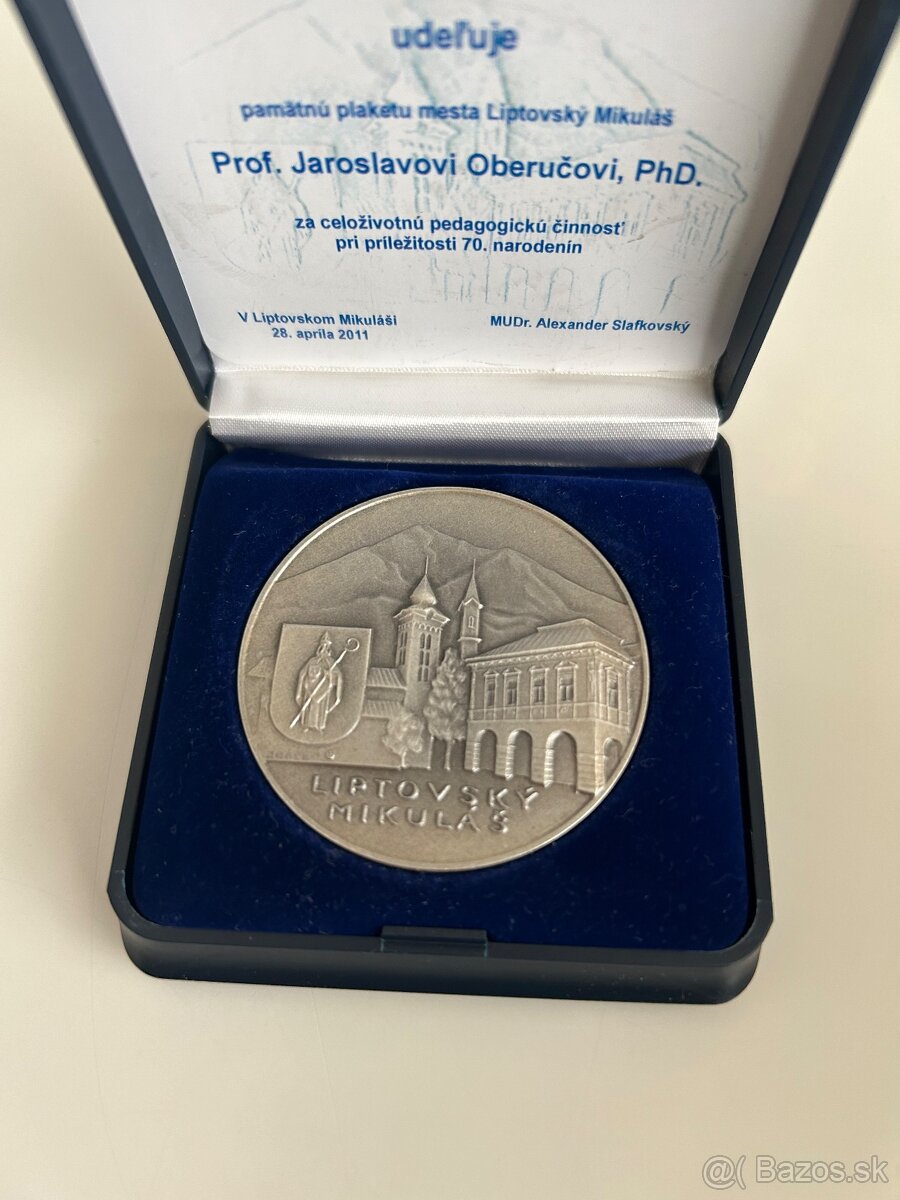 udeľuje
pamätnú plaketu mesta Liptovský Mikuláš
Prof. Jaroslavovi Oberučovi, PhD.
za celoživotnú pedagogickú činnosť
pri príležitosti 70. narodenín
V Liptovskom Mikuláši
28. apríla 2011
MUDr. Alexander Slafkovský
LIPTOVSKÝ
MIKULÁŠ
@( Bazos.sk